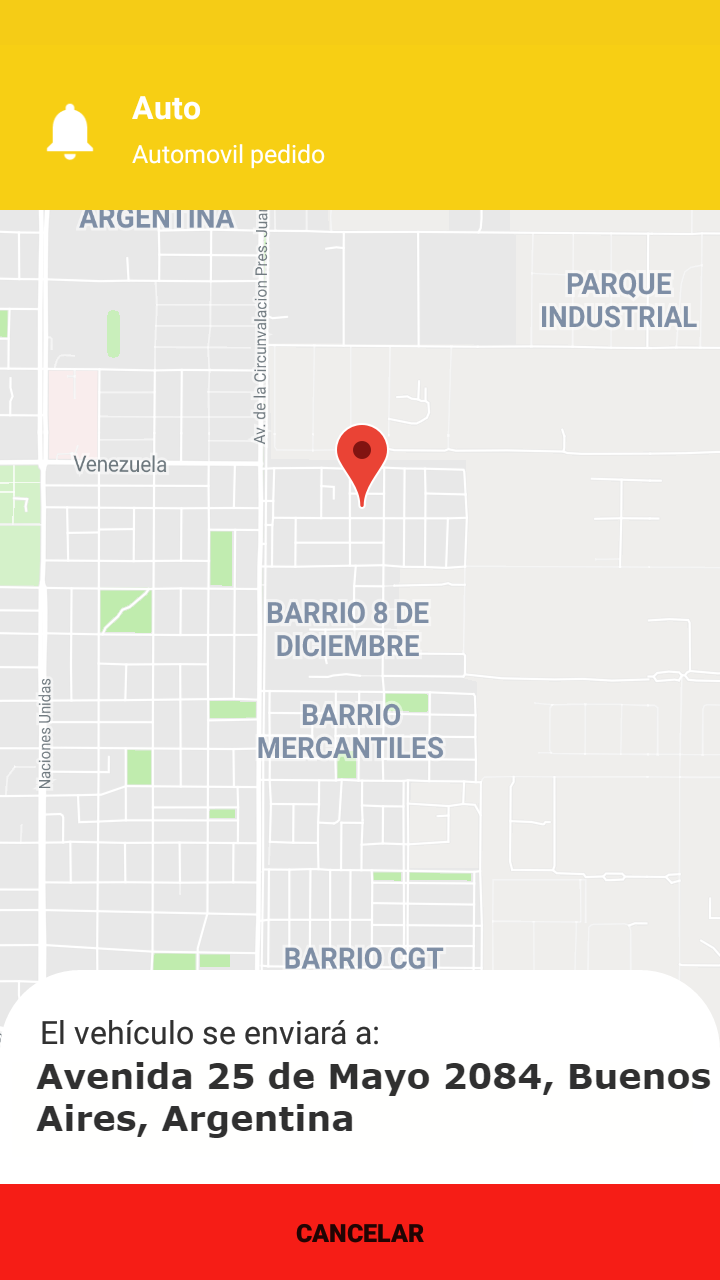 Auto
Automovil pedido
ARGENTINA
Av. de la Circunvalacion Pres. Juan
PARQUE
INDUSTRIAL
Venezuela
BARRIO 8 DE
DICIEMBRE
Naciones Unidas
BARRIO
MERCANTILES
BARRIO CGT
El vehículo se enviará a:
Avenida 25 de Mayo 2084, Buenos
Aires, Argentina
CANCELAR